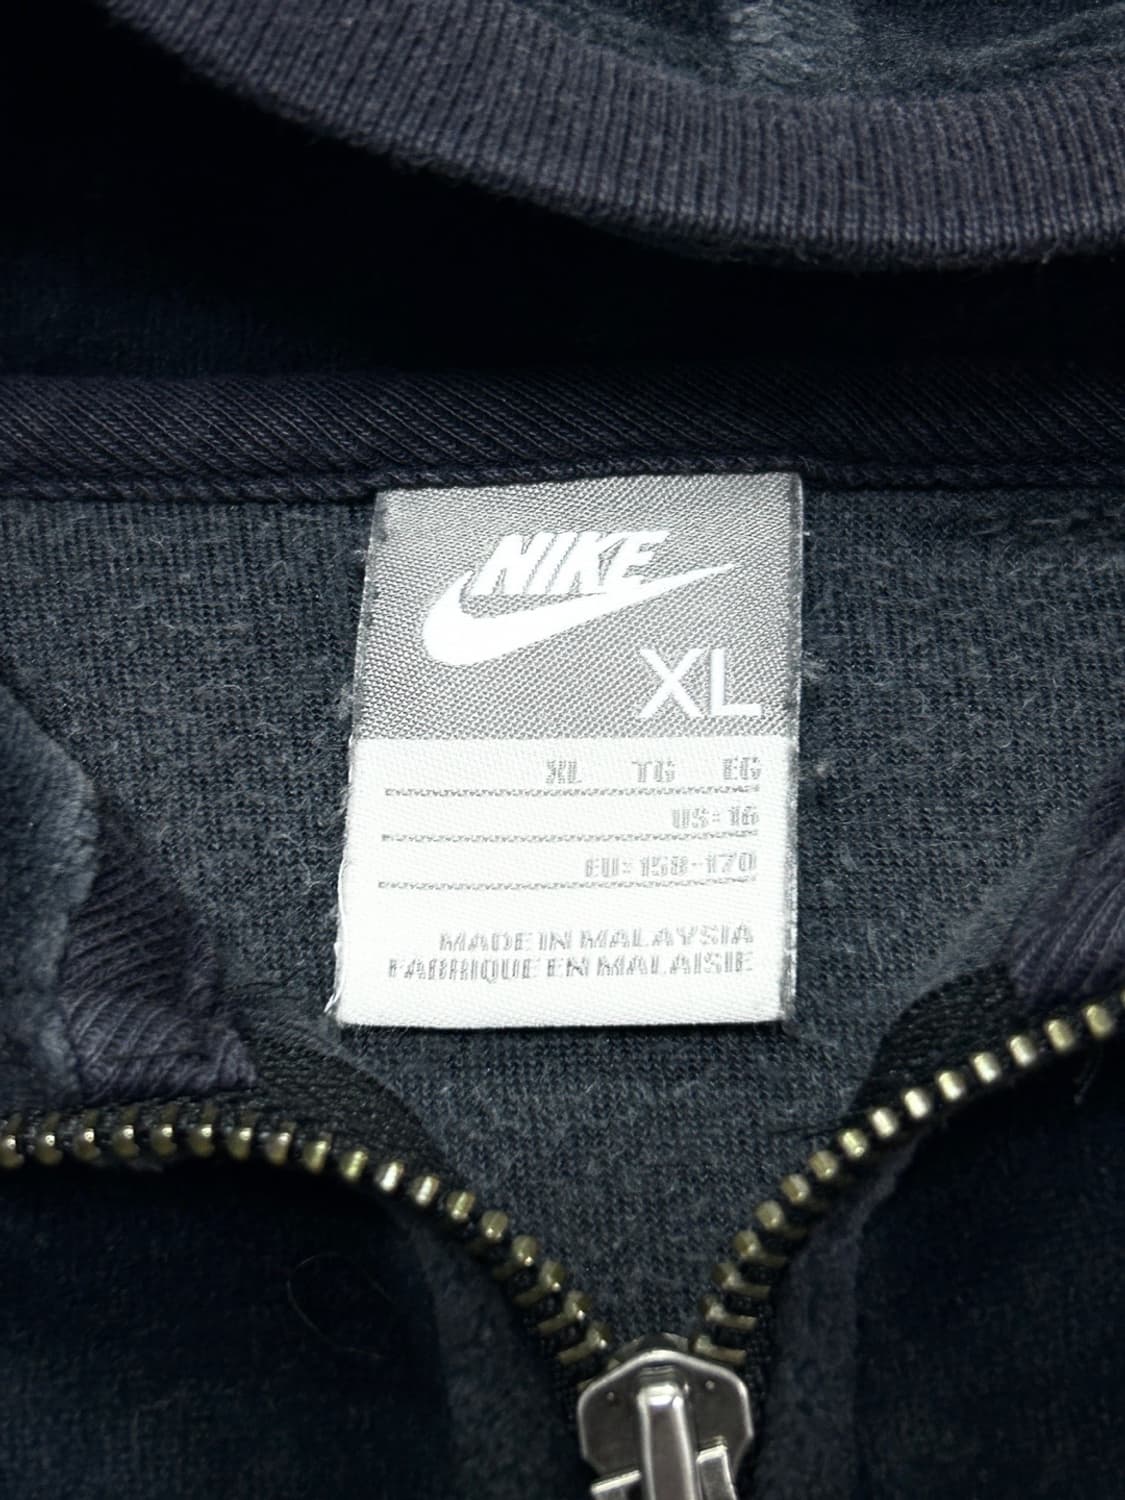 NIKE
XL
XL TG EG
US: 16
EU: 158-170
MADE IN MALAYSIA
FABRIQUE EN MALAISIE